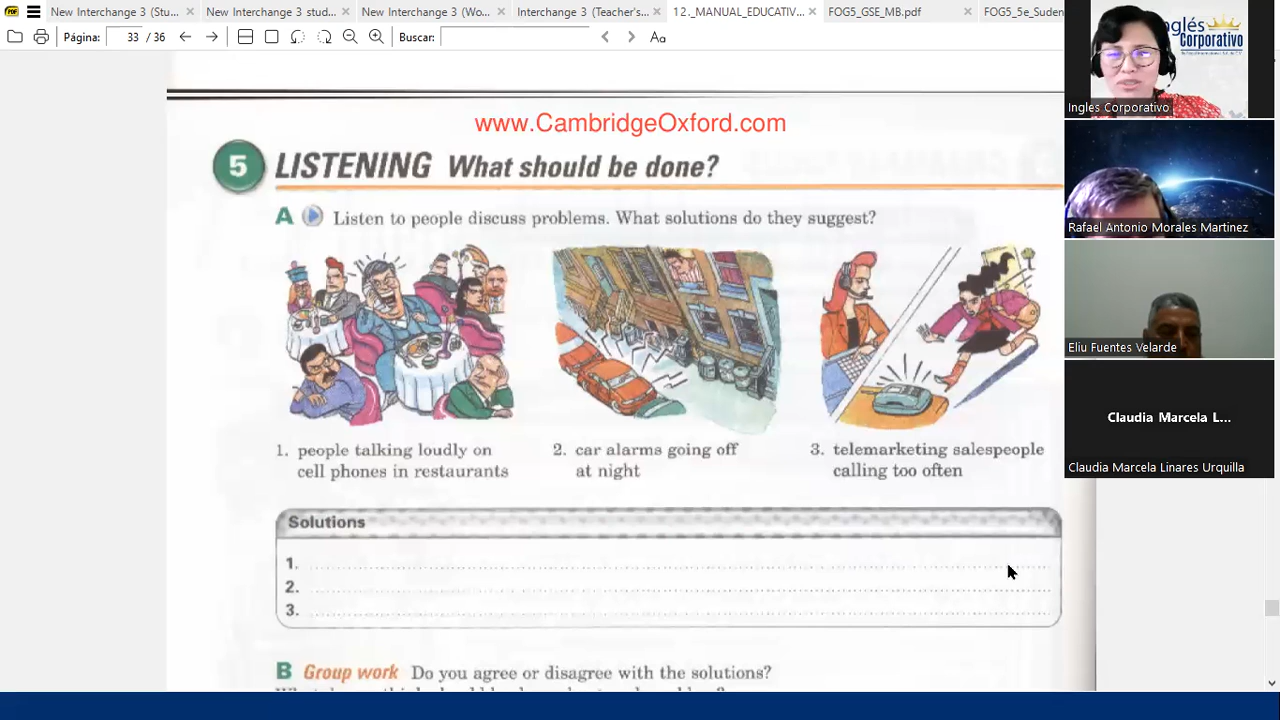 New Interchange 3 (Stu...
New Interchange 3 stud...
New Interchange 3 (Wo...
Interchange 3 (Teacher's...
12._MANUAL_EDUCATIV...
FOG5_GSE_MB.pdf
FOG5_5e_Suden
Página:
33 / 36
Buscar:
Aa
Inglés
Corporativo
Ingles Corporativo
Rafael Antonio Morales Martinez
Eliu Fuentes Velarde
Claudia Marcela L...
Claudia Marcela Linares Urquilla
www.CambridgeOxford.com
5 LISTENING What should be done?
A Listen to people discuss problems. What solutions do they suggest?
1. people talking loudly on
cell phones in restaurants
2. car alarms going off
at night
3. telemarketing salespeople
calling too often
Solutions
1.
2.
3.
B Group work Do you agree or disagree with the solutions?